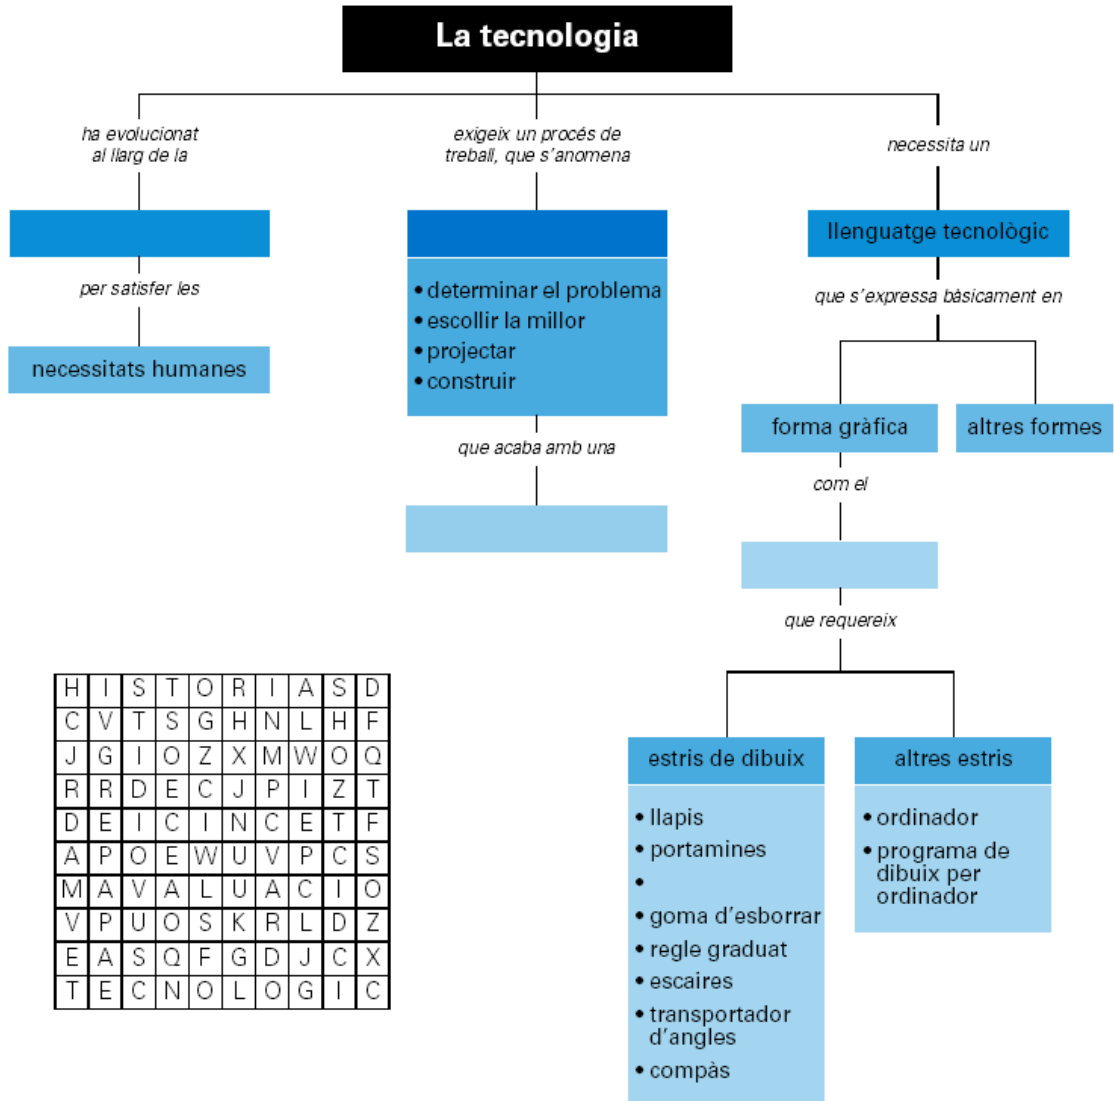 La tecnologia
ha evolucionat
al llarg de la
per satisfer les
necessitats humanes
exigeix un procés de
treball, que s'anomena
• determinar el problema
• escollir la millor
• projectar
• construir
que acaba amb una
necessita un
llenguatge tecnològic
que s'expressa bàsicament en
forma gràfica
altres formes
com el
que requereix
estris de dibuix
• llapis
• portamines
•
• goma d'esborrar
• regle graduat
• escaires
• transportador
d'angles
• compàs
altres estris
• ordinador
• programa de
dibuix per
ordinador
H I S T O R I A S D
C V T S G H N L H F
J G I O Z X M W O Q
R R D E C J P I Z T
D E I C I N C E T F
A P O E W U V P C S
M A V A L U A C I O
V P U O S K R L D Z
E A S Q F G D J C X
T E C N O L O G I C